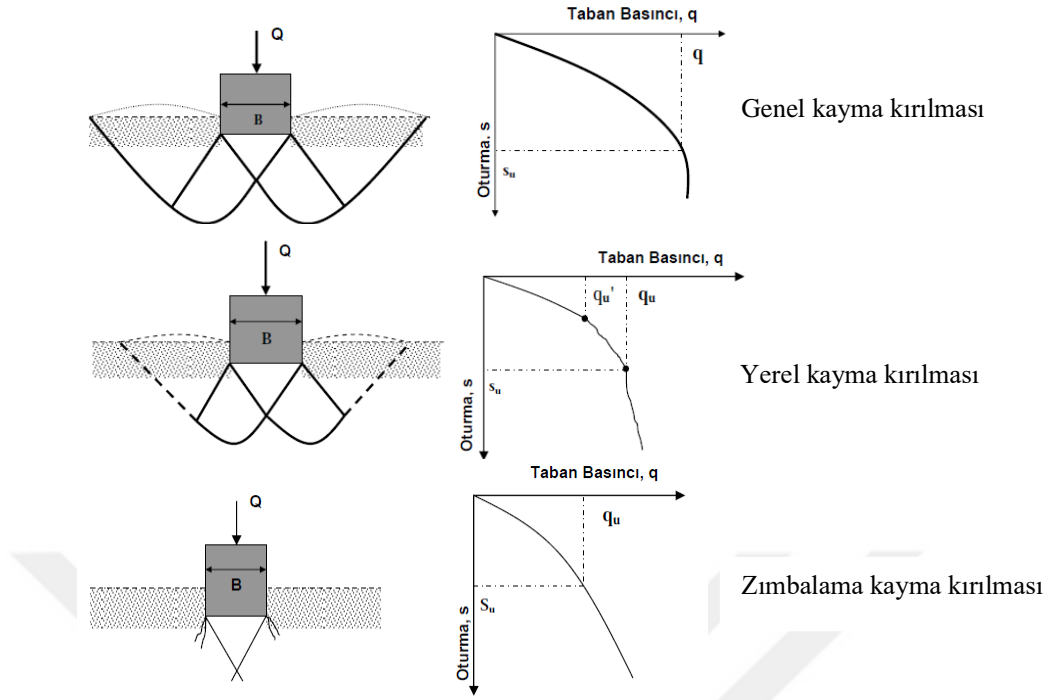 Q
B
Taban Basıncı, q
q
Oturma. s
su
Genel kayma kırılması
Q
B
Taban Basıncı, q
qu'
qu
Oturma, s
su
Yerel kayma kırılması
Q
B
Taban Basıncı, q
qu
Oturma, s
Su
Zımbalama kayma kırılması